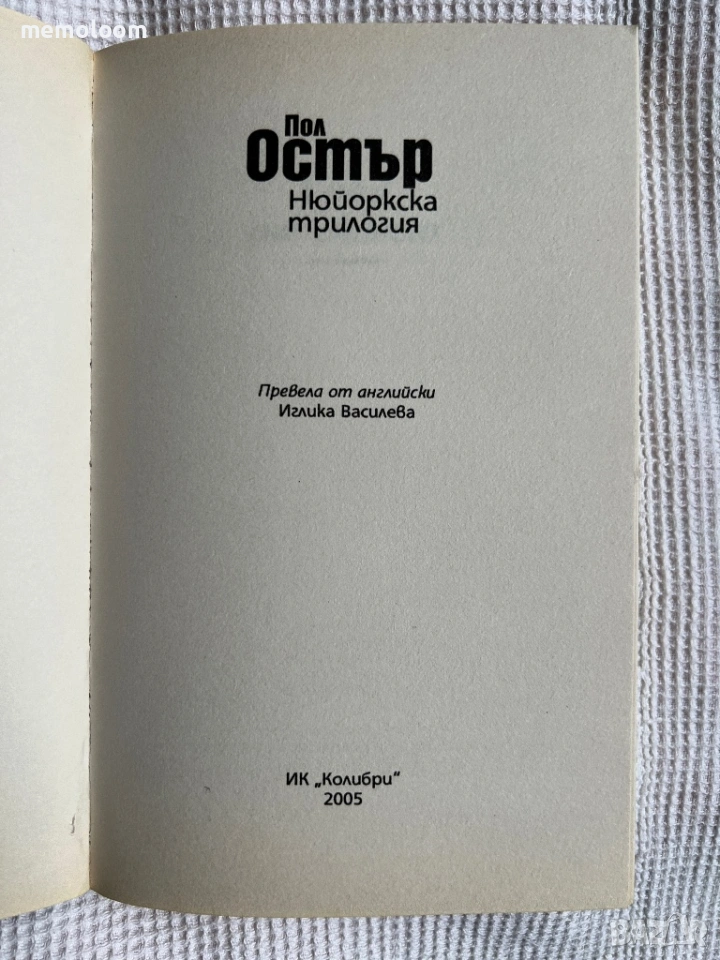 memoloom
Пол
Остър
Нюйоркска
трилогия
Превела от английски
Иглика Василева
ИК „Колибри“
2005